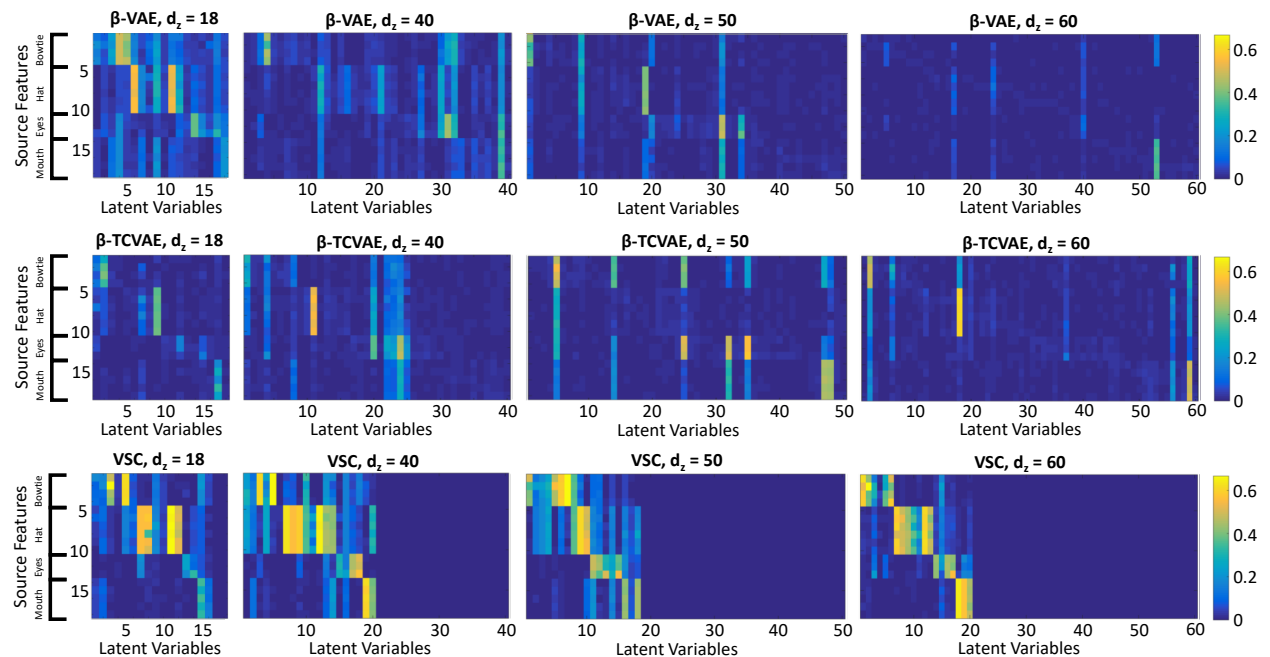 β-VAE, dz = 18
β-VAE, dz = 40
β-VAE, dz = 50
β-VAE, dz = 60
Source Features
Bowtie
Hat
Eyes
Mouth
5
10
15
5 10 15
10 20 30 40
10 20 30 40 50
10 20 30 40 50 60
Latent Variables
Latent Variables
Latent Variables
Latent Variables
0.6
0.4
0.2
0
β-TCVAE, dz = 18
β-TCVAE, dz = 40
β-TCVAE, dz = 50
β-TCVAE, dz = 60
Source Features
Bowtie
Hat
Eyes
Mouth
5
10
15
5 10 15
10 20 30 40
10 20 30 40 50
10 20 30 40 50 60
Latent Variables
Latent Variables
Latent Variables
Latent Variables
0.6
0.4
0.2
0
VSC, dz = 18
VSC, dz = 40
VSC, dz = 50
VSC, dz = 60
Source Features
Bowtie
Hat
Eyes
Mouth
5
10
15
5 10 15
10 20 30 40
10 20 30 40 50
10 20 30 40 50 60
Latent Variables
Latent Variables
Latent Variables
Latent Variables
0.6
0.4
0.2
0